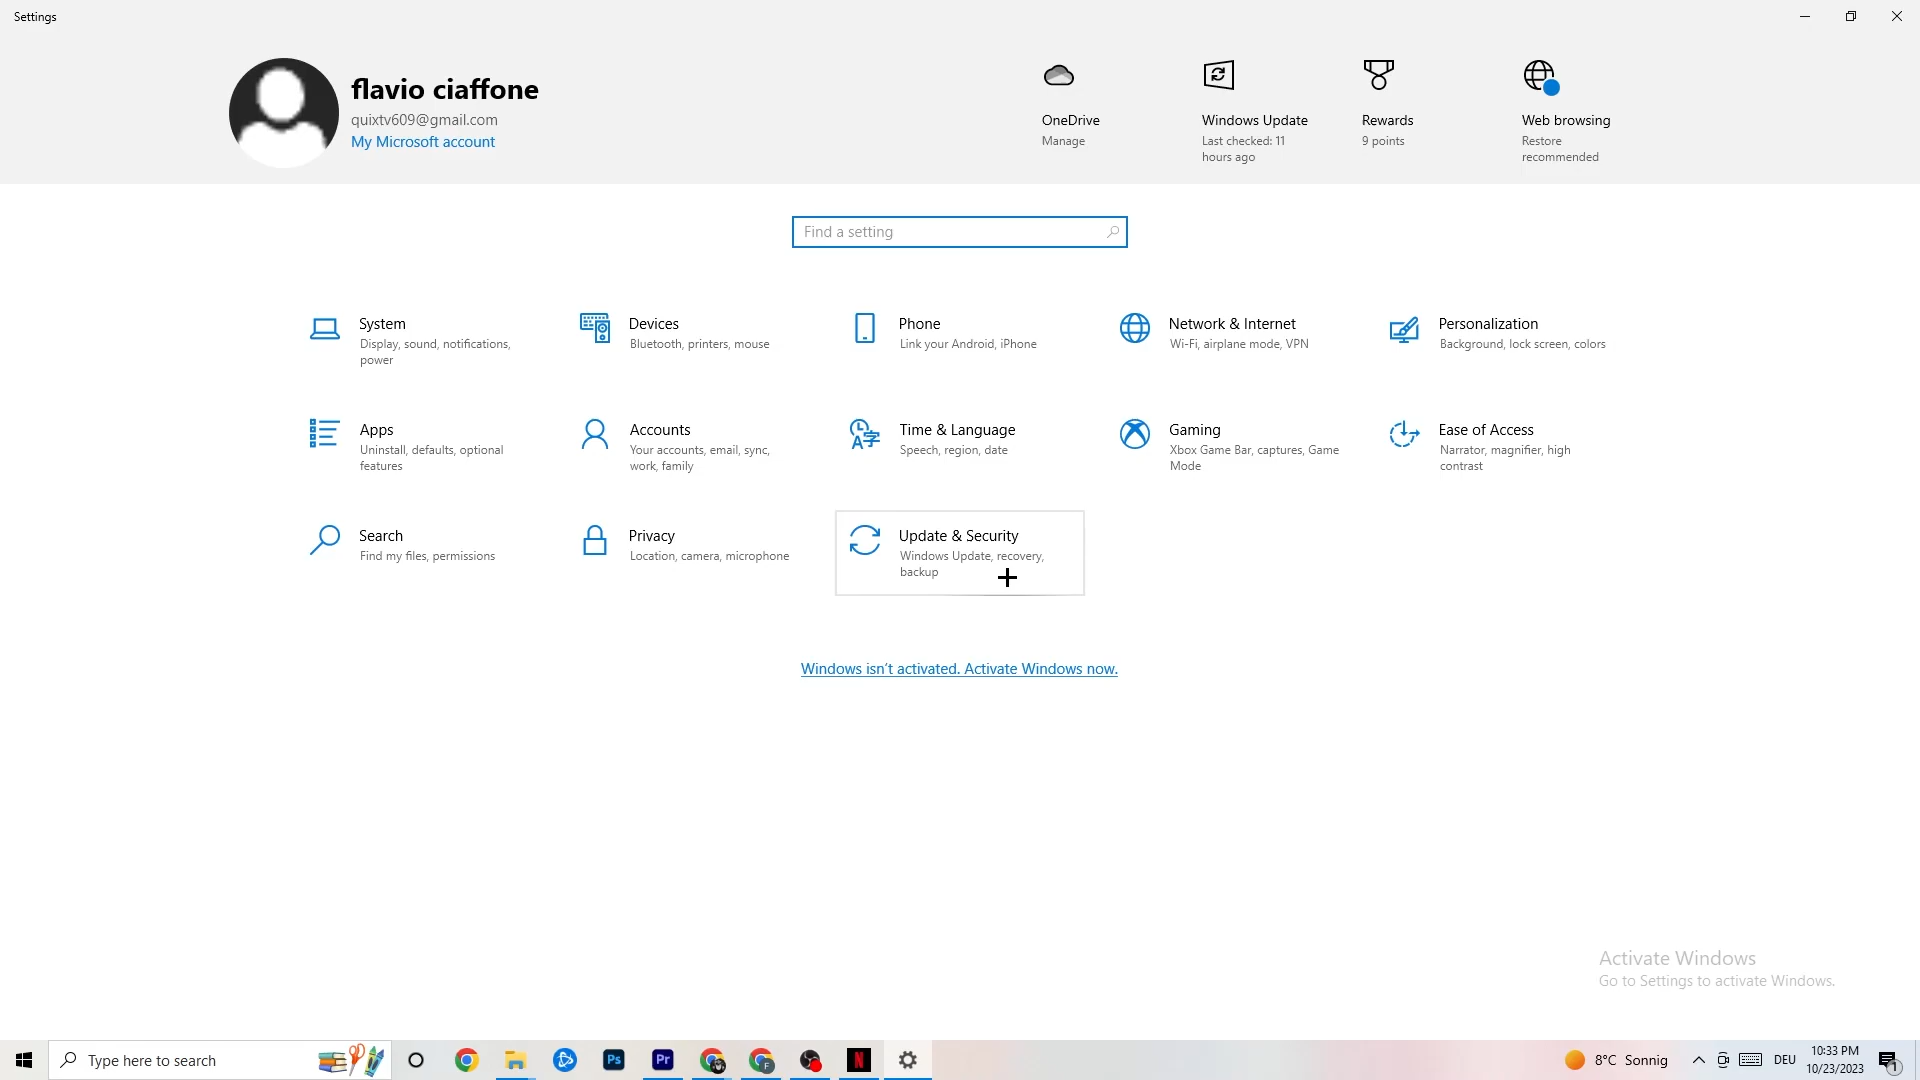 Settings
flavio ciaffone
quixtv609@gmail.com
My Microsoft account
OneDrive
Manage
Windows Update
Last checked: 11
hours ago
Rewards
9 points
Web browsing
Restore
recommended
Find a setting
System
Display, sound, notifications,
power
Devices
Bluetooth, printers, mouse
Phone
Link your Android, iPhone
Network & Internet
Wi-Fi, airplane mode, VPN
Personalization
Background, lock screen, colors
Apps
Uninstall, defaults, optional
features
Accounts
Your accounts, email, sync,
work, family
Time & Language
Speech, region, date
Gaming
Xbox Game Bar, captures, Game
Mode
Ease of Access
Narrator, magnifier, high
contrast
Search
Find my files, permissions
Privacy
Location, camera, microphone
Update & Security
Windows Update, recovery,
backup
Windows isn't activated. Activate Windows now.
Activate Windows
Go to Settings to activate Windows.
Type here to search
Ps
Pr
F
N
8°C Sonnig
DEU
10:33 PM
10/23/2023
1